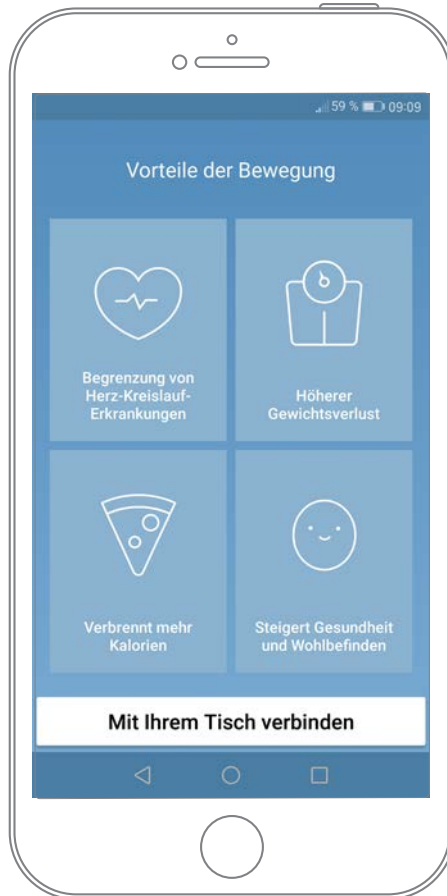 59 % 09:09
Vorteile der Bewegung
Begrenzung von
Herz-Kreislauf-
Erkrankungen
Höherer
Gewichtsverlust
Verbrennt mehr
Kalorien
Steigert Gesundheit
und Wohlbefinden
Mit Ihrem Tisch verbinden